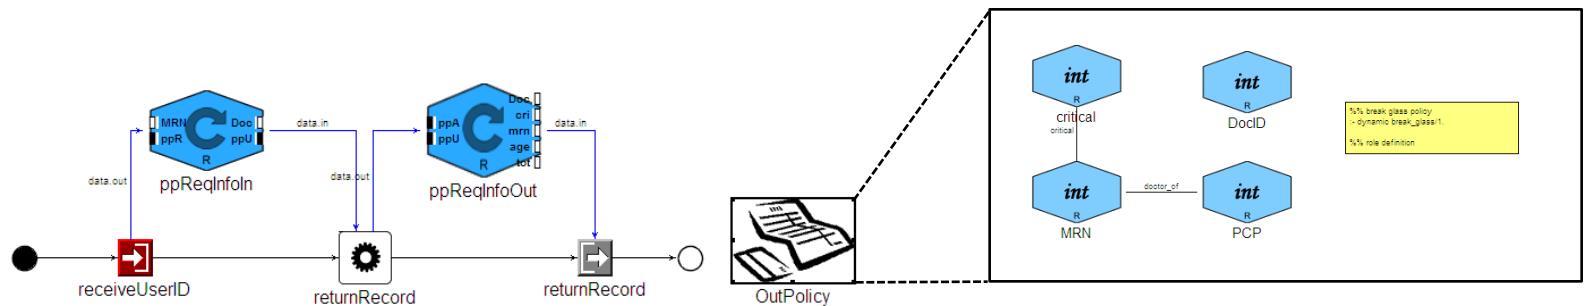 MRN
ppR
Doc
ppU
R
ppReqInfoIn
data.in
data.out
ppA
ppU
Doc
cri
mrn
age
tot
R
ppReqInfoOut
data.in
data.out
receiveUserID
returnRecord
returnRecord
OutPolicy
int
R
critical
critical
int
R
DocID
int
R
MRN
doctor_of
int
R
PCP
%% break glass policy
:- dynamic break_glass/1.
%% role definition